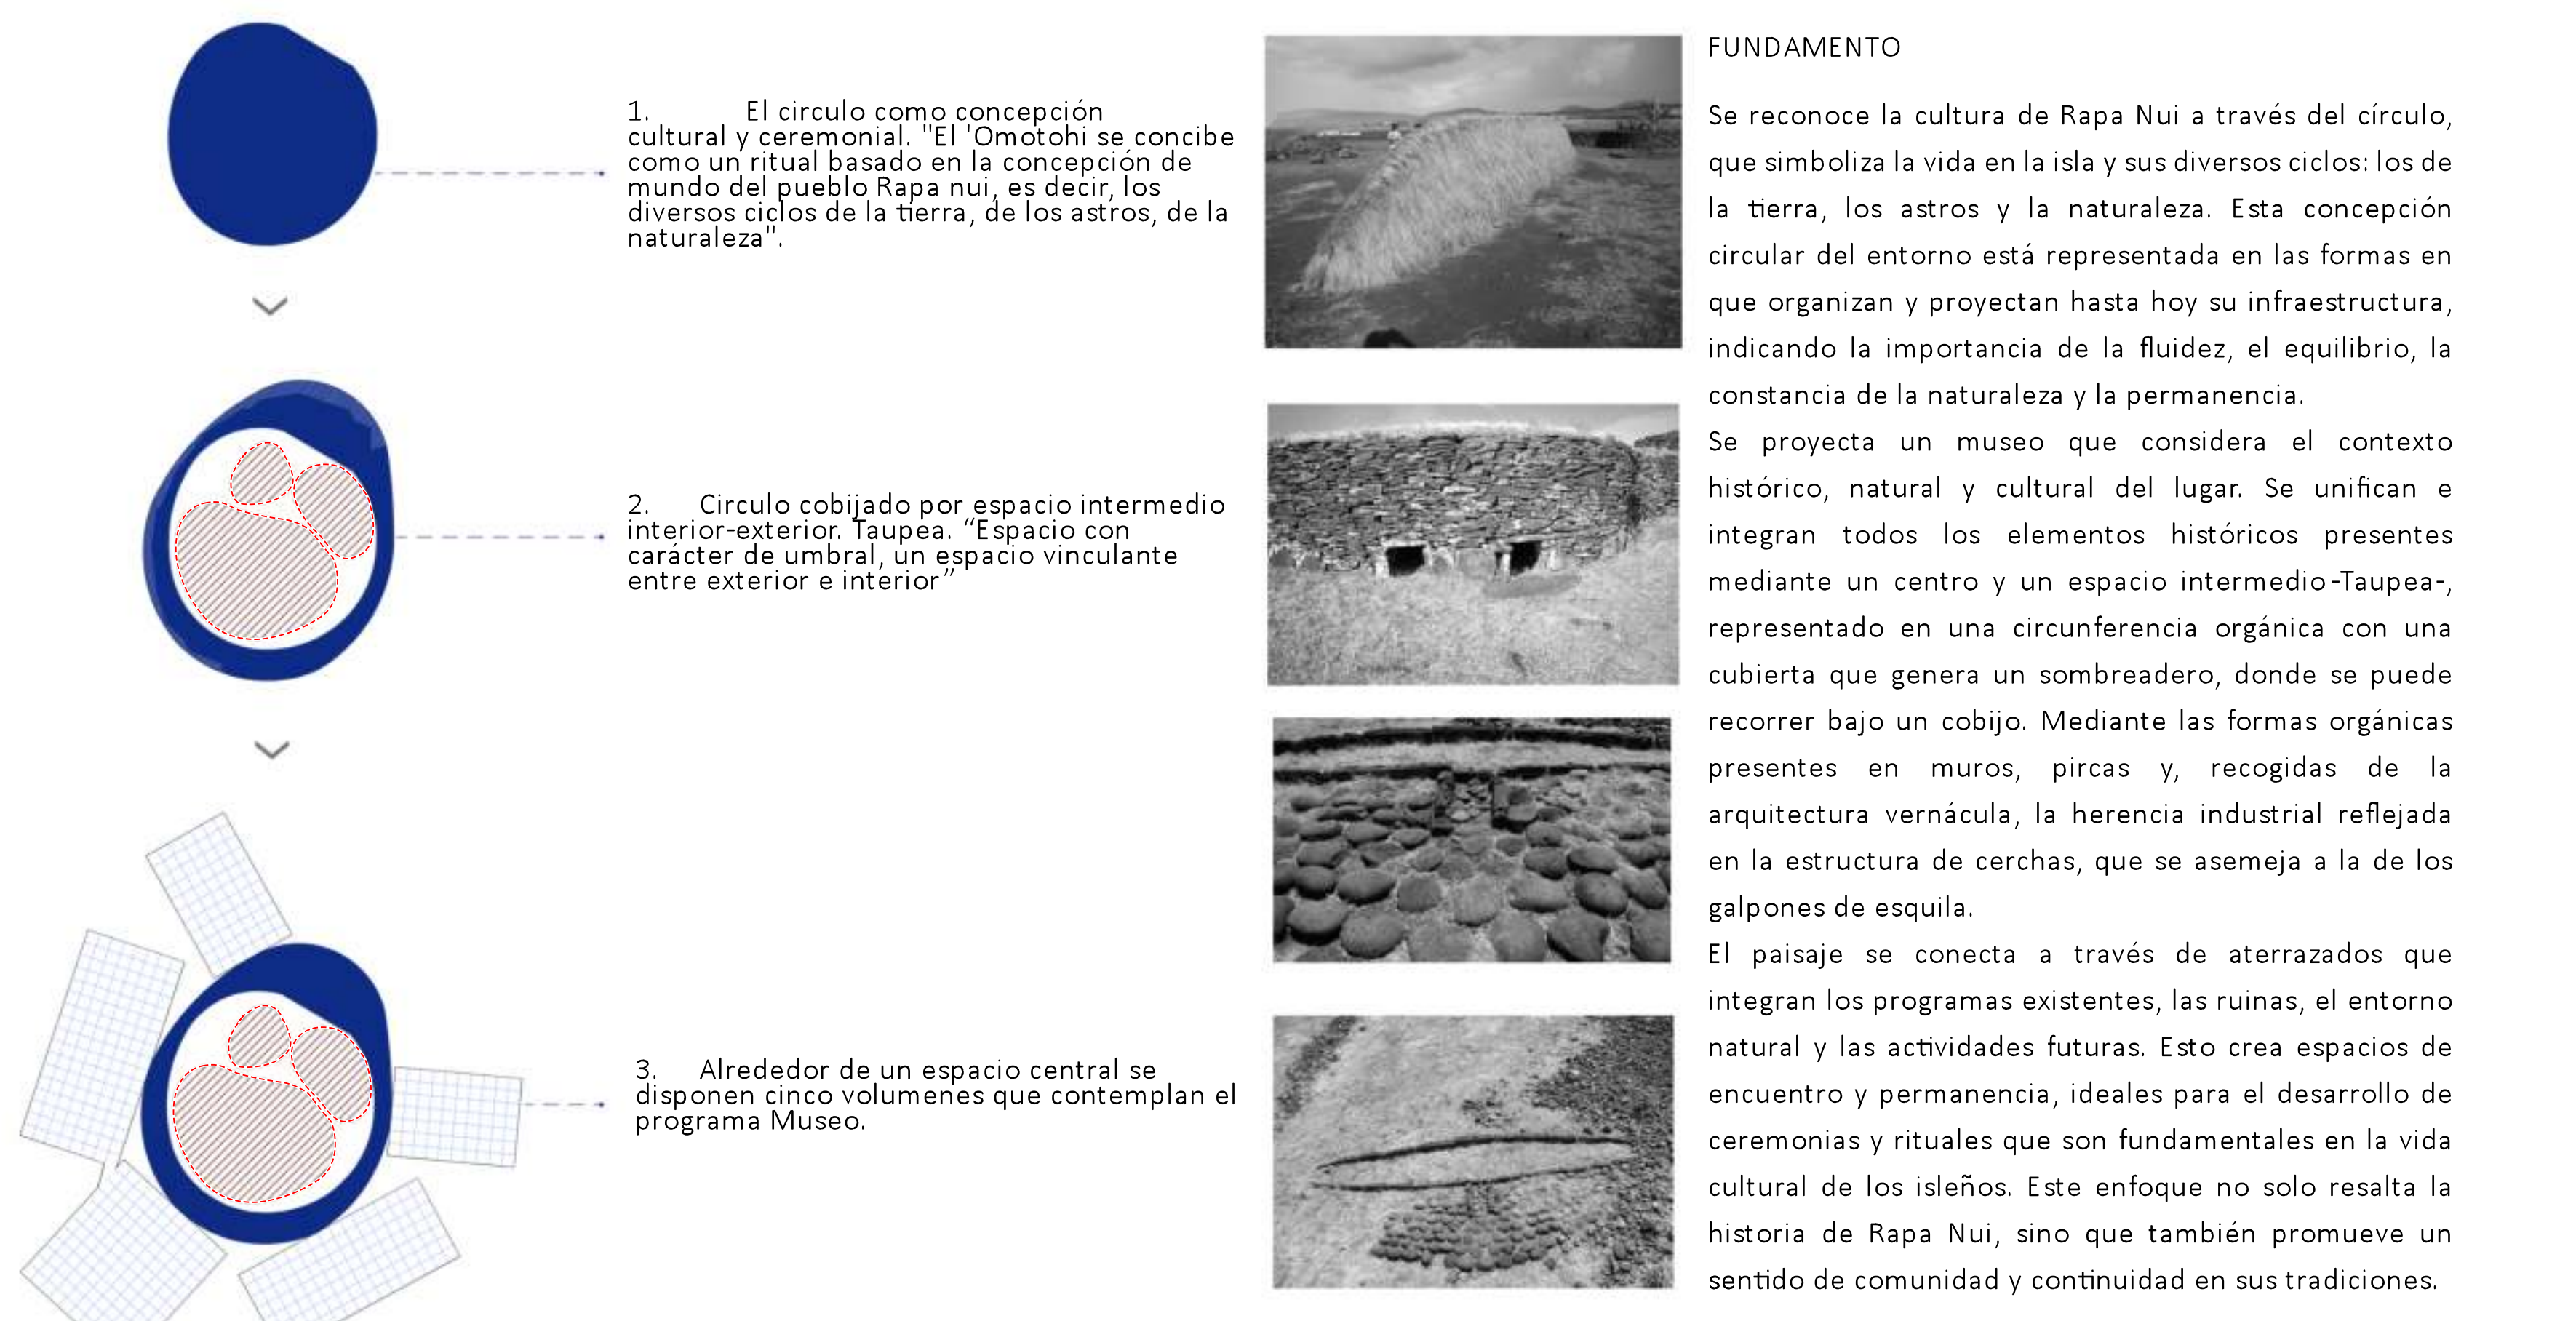 1. El circulo como concepción
cultural y ceremonial. "El 'Omotohi se concibe
como un ritual basado en la concepción de
mundo del pueblo Rapa nui, es decir, los
diversos ciclos de la tierra, de los astros, de la
naturaleza".
2. Circulo cobijado por espacio intermedio
interior-exterior. Taupea. “Espacio con
carácter de umbral, un espacio vinculante
entre exterior e interior”
3. Alrededor de un espacio central se
disponen cinco volumenes que contemplan el
programa Museo.
FUNDAMENTO
Se reconoce la cultura de Rapa Nui a través del círculo,
que simboliza la vida en la isla y sus diversos ciclos: los de
la tierra, los astros y la naturaleza. Esta concepción
circular del entorno está representada en las formas en
que organizan y proyectan hasta hoy su infraestructura,
indicando la importancia de la fluidez, el equilibrio, la
constancia de la naturaleza y la permanencia.
Se proyecta un museo que considera el contexto
histórico, natural y cultural del lugar. Se unifican e
integran todos los elementos históricos presentes
mediante un centro y un espacio intermedio -Taupea-,
representado en una circunferencia orgánica con una
cubierta que genera un sombreadero, donde se puede
recorrer bajo un cobijo. Mediante las formas orgánicas
presentes en muros, pircas y, recogidas de la
arquitectura vernácula, la herencia industrial reflejada
en la estructura de cerchas, que se asemeja a la de los
galpones de esquila.
El paisaje se conecta a través de aterrazados que
integran los programas existentes, las ruinas, el entorno
natural y las actividades futuras. Esto crea espacios de
encuentro y permanencia, ideales para el desarrollo de
ceremonias y rituales que son fundamentales en la vida
cultural de los isleños. Este enfoque no solo resalta la
historia de Rapa Nui, sino que también promueve un
sentido de comunidad y continuidad en sus tradiciones.